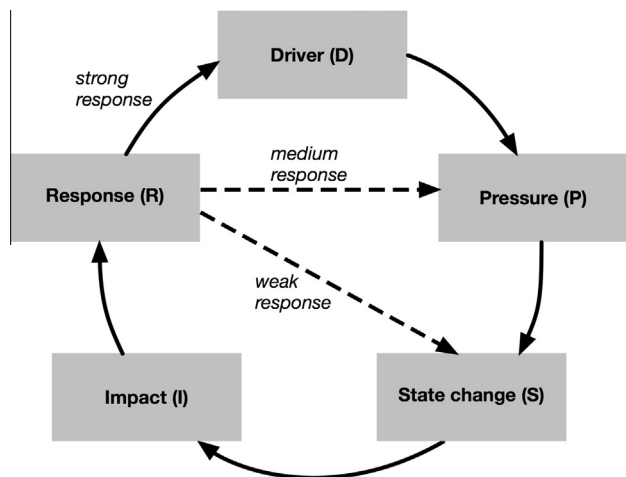 Driver (D)
strong
response
medium
response
Response (R)
Pressure (P)
weak
response
Impact (I)
State change (S)